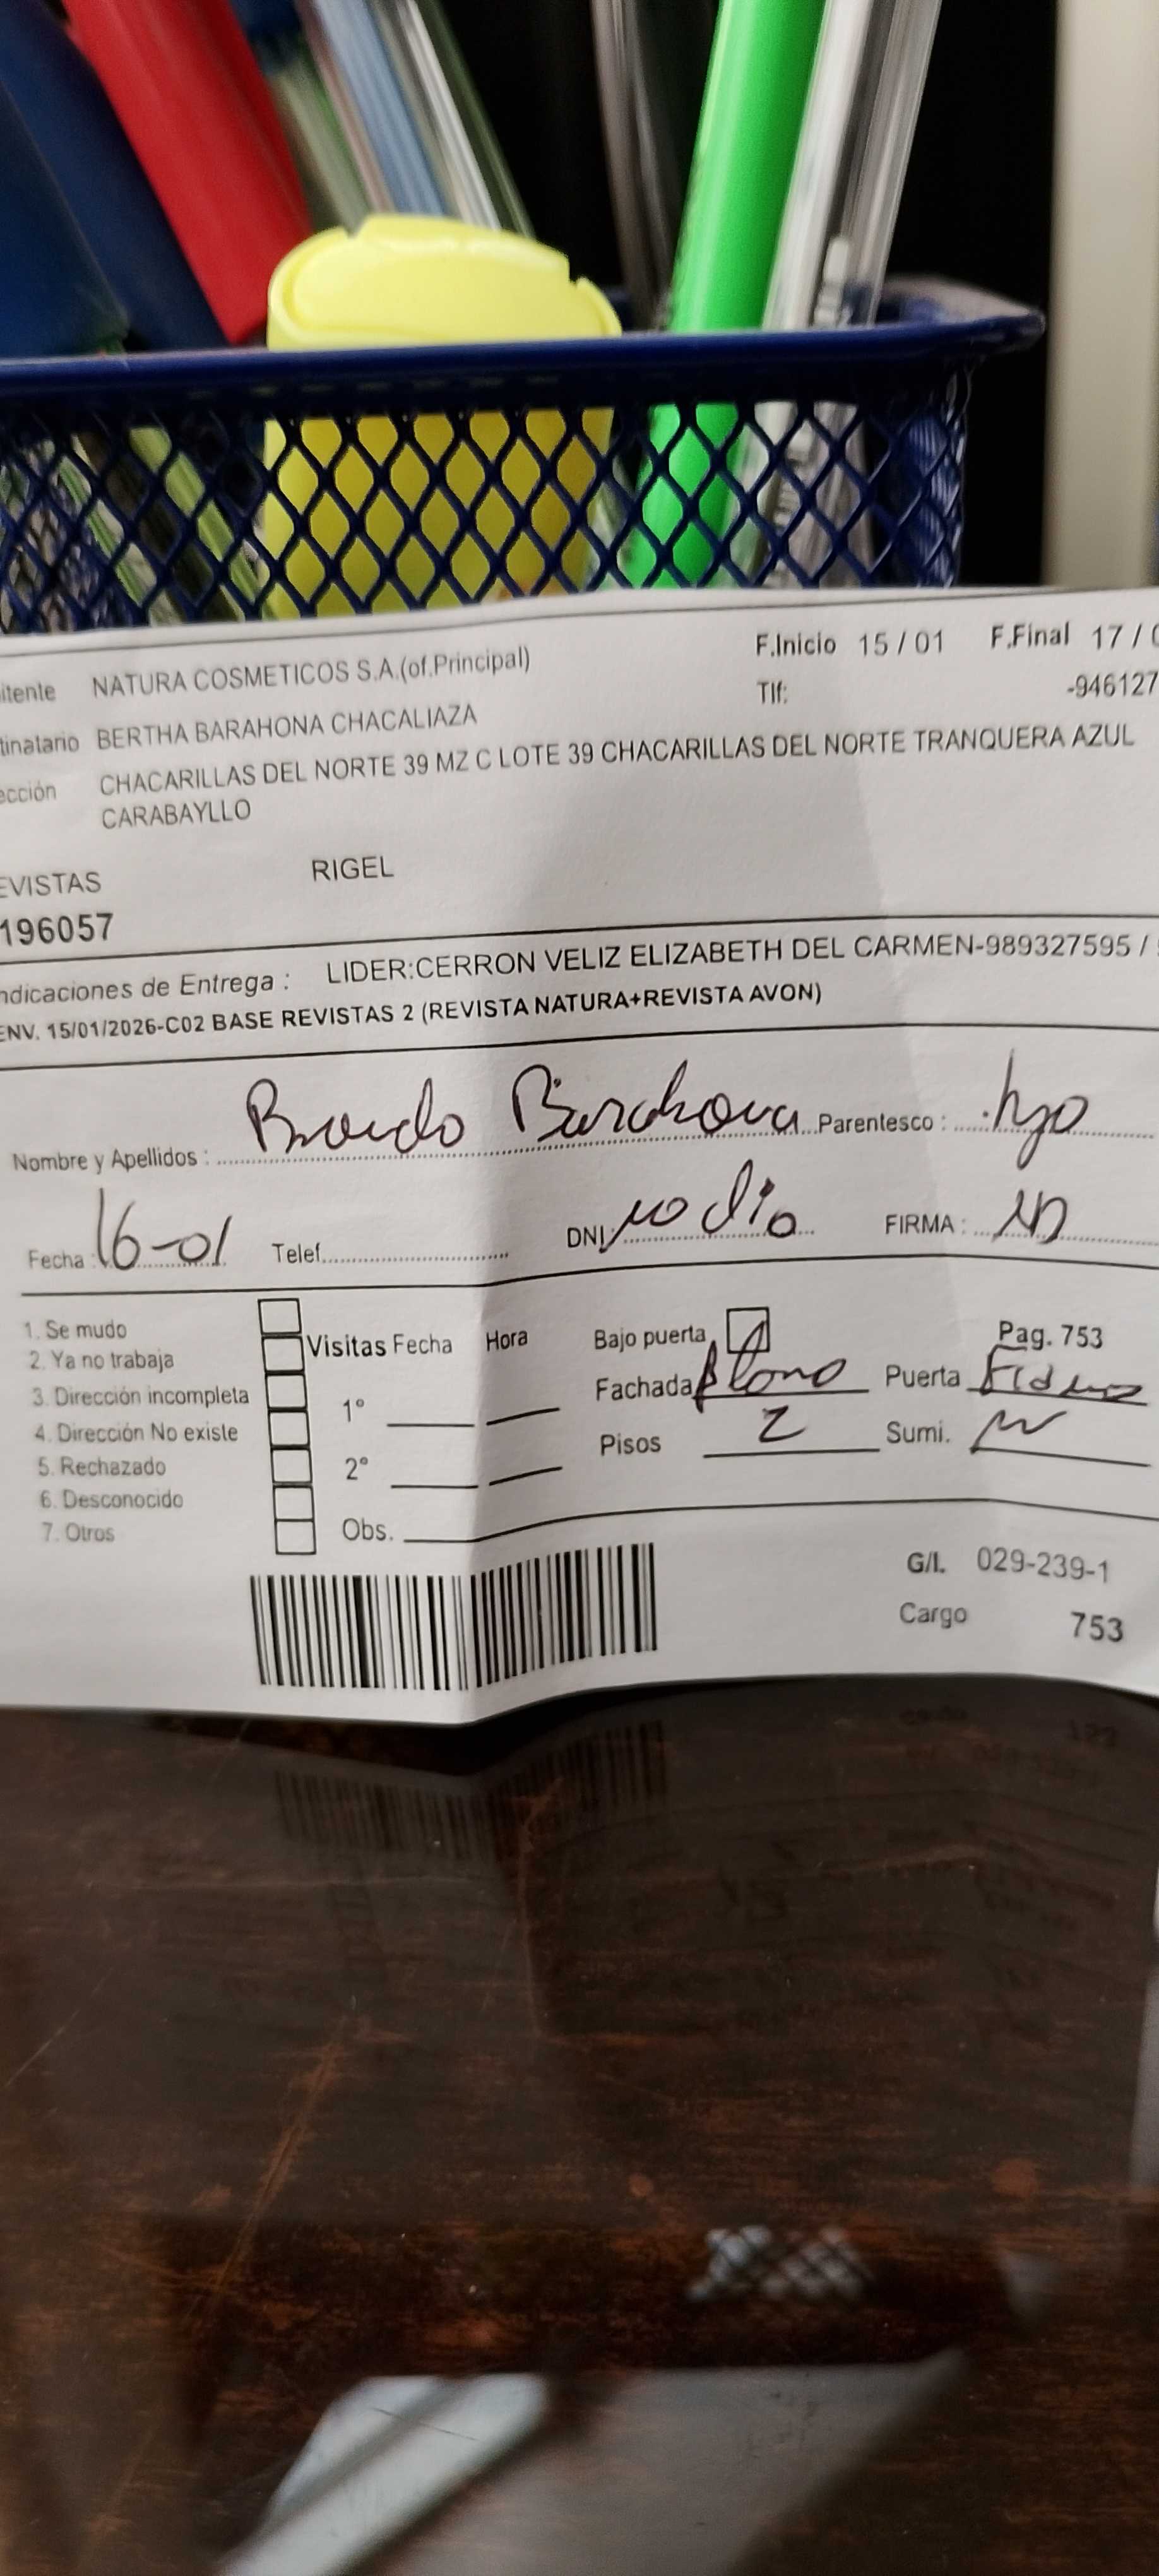 itente NATURA COSMETICOS S.A.(of.Principal) F.Inicio 15 / 01 F.Final 17 / 0
Tlf: -946127
tinatario BERTHA BARAHONA CHACALIAZA
ección CHACARILLAS DEL NORTE 39 MZ C LOTE 39 CHACARILLAS DEL NORTE TRANQUERA AZUL
CARABAYLLO
EVISTAS RIGEL
196057
ndicaciones de Entrega : LIDER:CERRON VELIZ ELIZABETH DEL CARMEN-989327595 /
ENV. 15/01/2026-C02 BASE REVISTAS 2 (REVISTA NATURA+REVISTA AVON)
Nombre y Apellidos : Barahona Parentesco : hijo
Fecha : 16-01 Telef. DNI no dio FIRMA :
1. Se mudo
2. Ya no trabaja
3. Dirección incompleta
4. Dirección No existe
5. Rechazado
6. Desconocido
7. Otros
Visitas Fecha Hora
1°
2°
Obs.
Bajo puerta Pag. 753
Fachada Puerta
Pisos 2 Sumi.
G/I. 029-239-1
Cargo 753